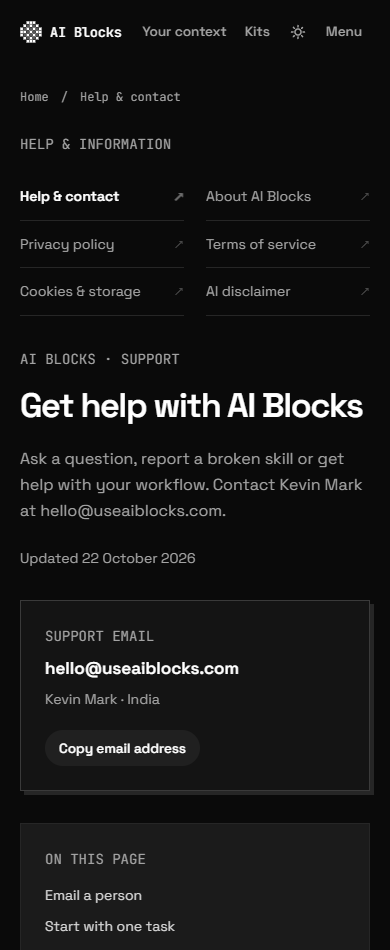 AI Blocks Your context Kits Menu
Home / Help & contact
HELP & INFORMATION
Help & contact ↗ About AI Blocks ↗
Privacy policy ↗ Terms of service ↗
Cookies & storage ↗ AI disclaimer ↗
AI BLOCKS · SUPPORT
Get help with AI Blocks
Ask a question, report a broken skill or get
help with your workflow. Contact Kevin Mark
at hello@useaiblocks.com.
Updated 22 October 2026
SUPPORT EMAIL
hello@useaiblocks.com
Kevin Mark · India
Copy email address
ON THIS PAGE
Email a person
Start with one task